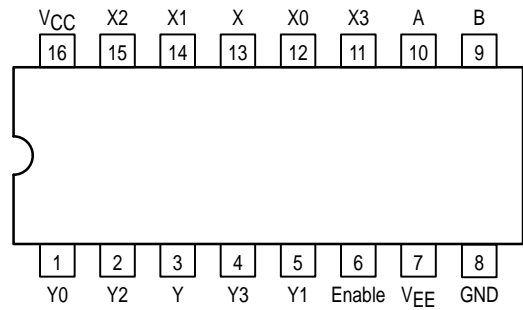 VCC X2 X1 X X0 X3 A B
16 15 14 13 12 11 10 9
1 2 3 4 5 6 7 8
Y0 Y2 Y Y3 Y1 Enable VEE GND